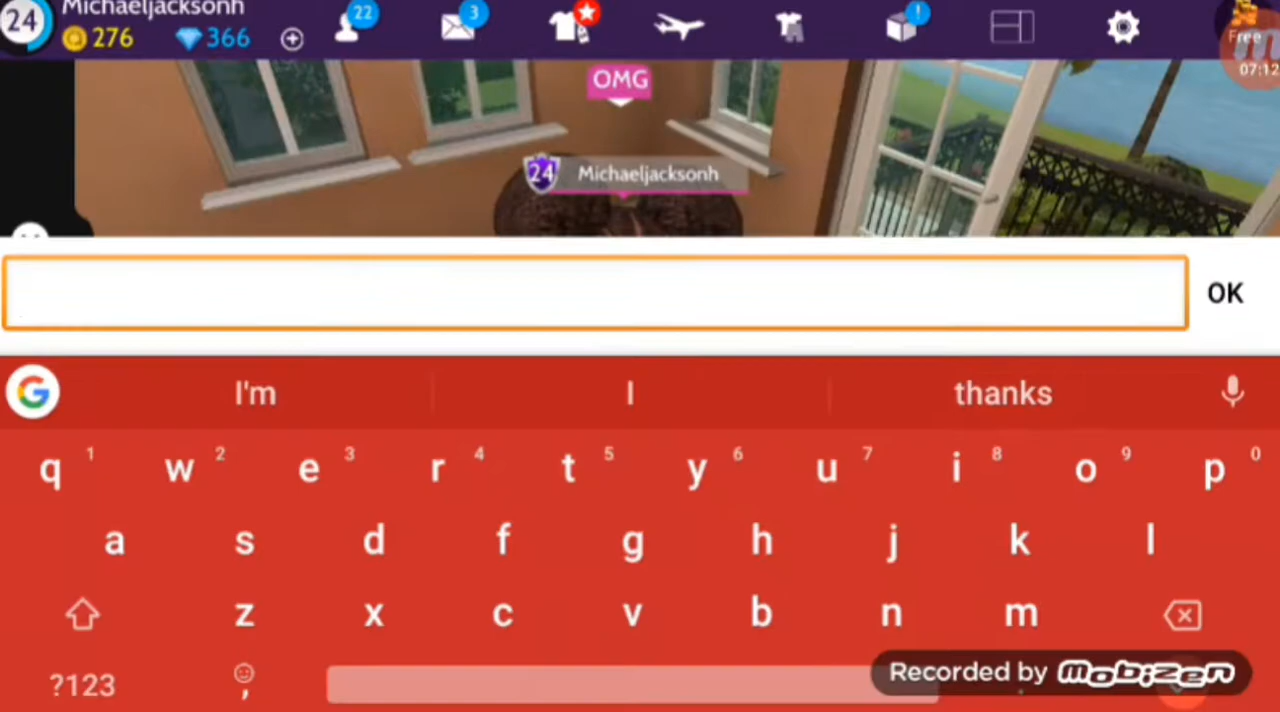 24 Michaeljacksonh
276 366 22 3 ! Free
07:12
OMG
24 Michaeljacksonh
OK
G I'm I thanks
q 1 w 2 e 3 r 4 t 5 y 6 u 7 i 8 o 9 p 0
a s d f g h j k l
z x c v b n m
?123 , Recorded by mobizen